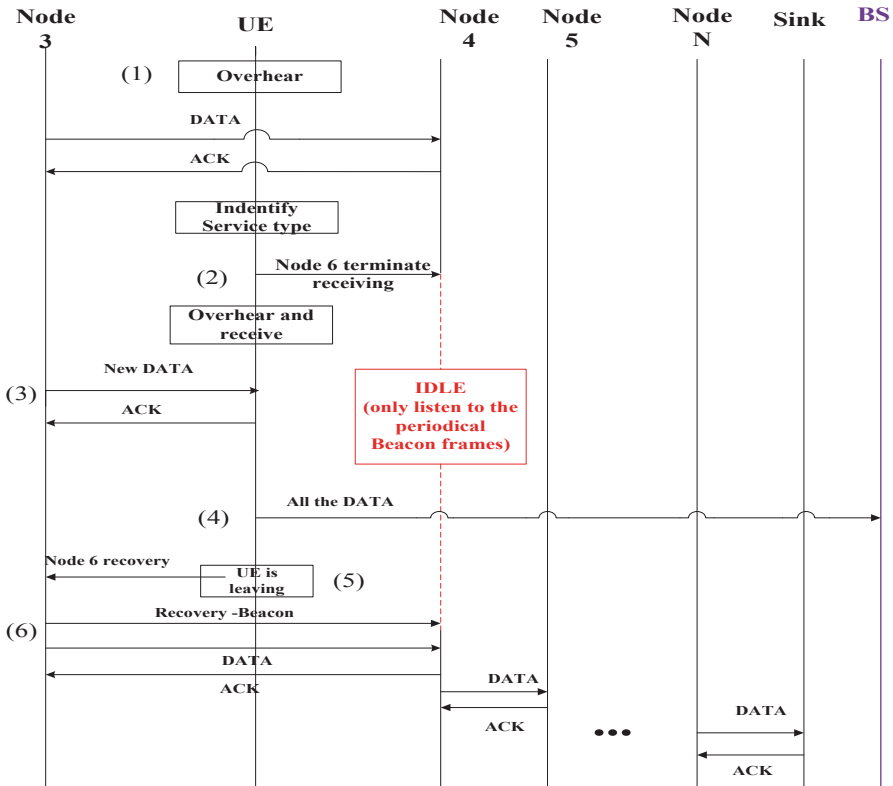 Node
3
UE
Node
4
Node
5
Node
N
Sink
BS
(1)
Overhear
DATA
ACK
Indentify
Service type
(2)
Node 6 terminate
receiving
Overhear and
receive
(3)
New DATA
ACK
IDLE
(only listen to the
periodical
Beacon frames)
(4)
All the DATA
Node 6 recovery
UE is
leaving
(5)
Recovery -Beacon
(6)
DATA
ACK
DATA
ACK
•••
DATA
ACK